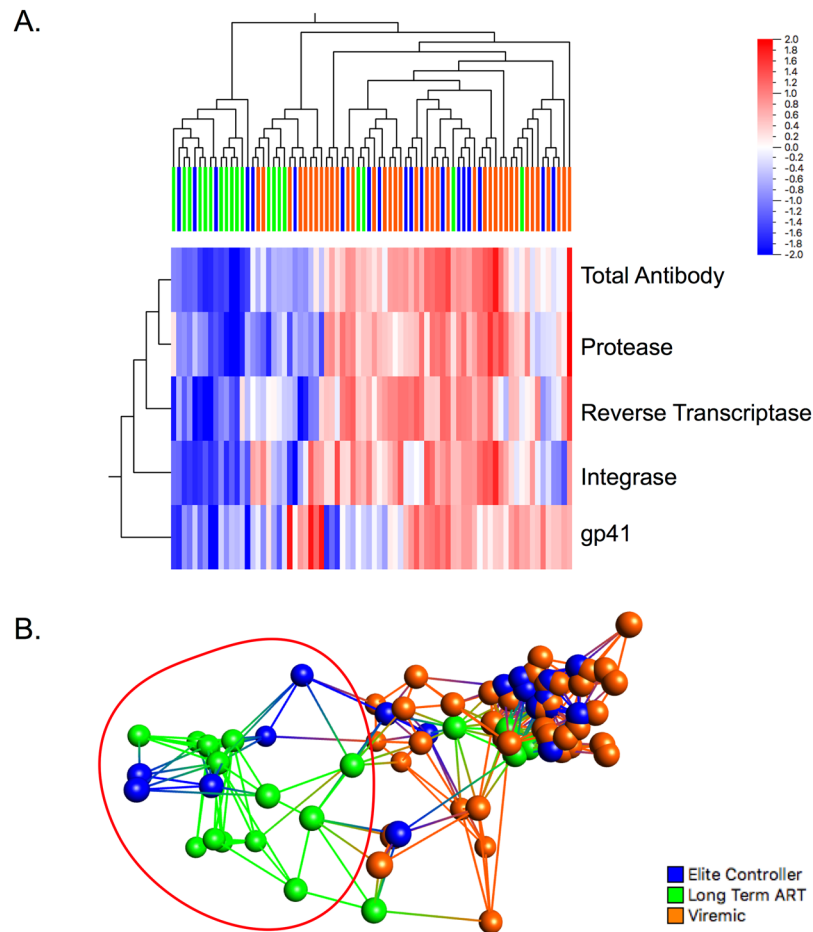 A.
2.0
1.8
1.6
1.4
1.2
1.0
0.8
0.6
0.4
0.2
0.0
-0.2
-0.4
-0.6
-0.8
-1.0
-1.2
-1.4
-1.6
-1.8
-2.0
Total Antibody
Protease
Reverse Transcriptase
Integrase
gp41
B.
Elite Controller
Long Term ART
Viremic